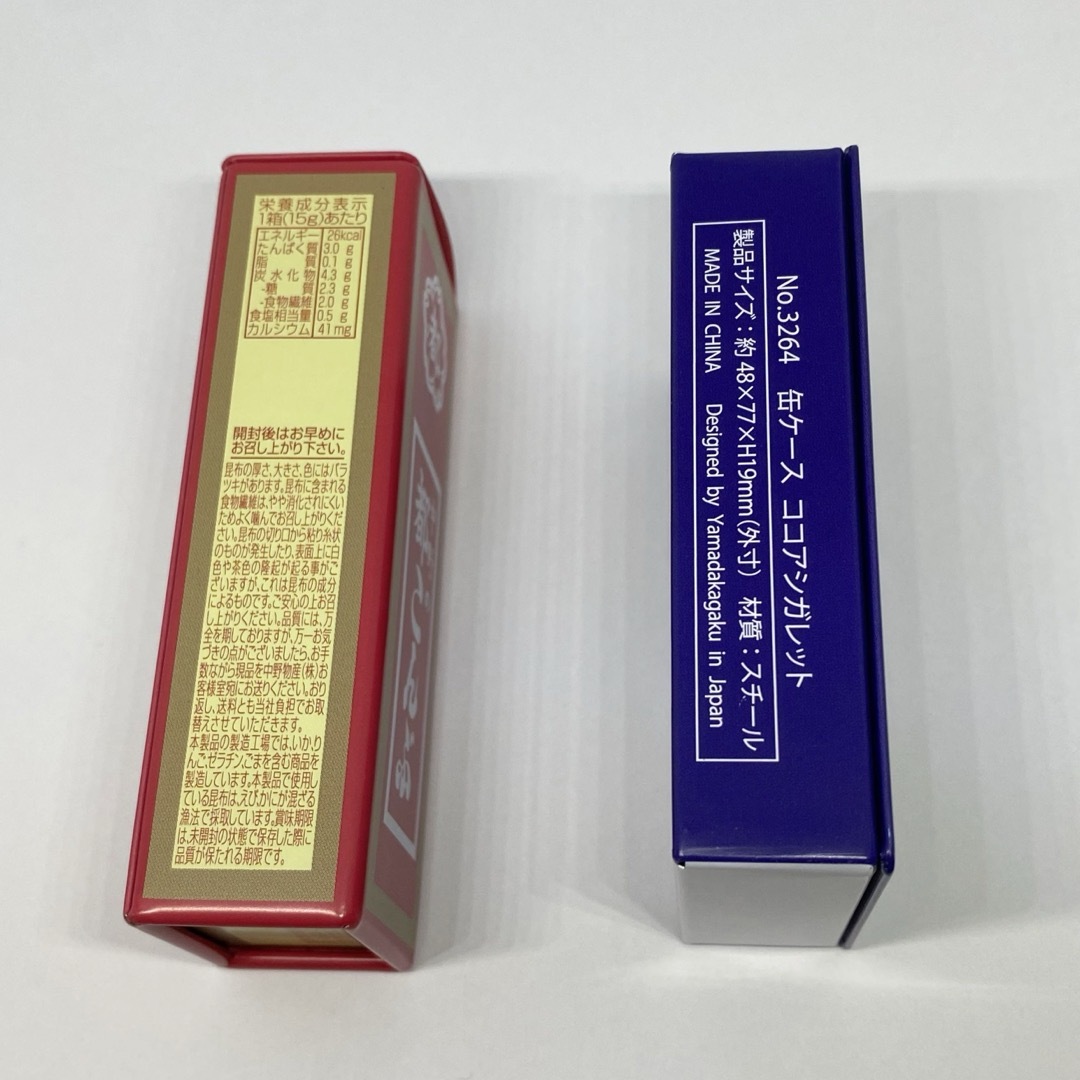 栄養成分表示
1箱(15g)あたり
エネルギー 26kcal
たんぱく質 3.0 g
脂質 0.1 g
炭水化物 4.3 g
-糖質 2.3 g
-食物繊維 2.0 g
食塩相当量 0.5 g
カルシウム 41mg
開封後はお早めに
お召し上がり下さい。
昆布の厚さ、大きさ、色にはバラ
ツキがあります。昆布に含まれる
食物繊維は、やや消化されにくい
ためよく噛んでお召し上がりくだ
さい。昆布の切り口から粘り糸状
のものが発生したり、表面上に白
色や茶色の隆起が起る事がご
ざいますが、これは昆布の成分
によるものです。ご安心の上お召
し上がりください。品質には、万
全を期しておりますが、万一お気
づきの点がございましたら、お手
数ながら現品を中野物産(株)お
客様室宛にお送りください。おり
返し、送料とも当社負担でお取
替えさせていただきます。
本製品の製造工場では、いか、り
んご、ゼラチン、ごまを含む商品を
製造しています。本製品で使用し
ている昆布は、えび、かにが混ざる
漁法で採取しています。賞味期限
は、未開封の状態で保存した際に
品質が保たれる期限です。
No.3264 缶ケース ココアシガレット
製品サイズ:約48×77×H19mm(外寸) 材質:スチール
MADE IN CHINA Designed by Yamadakagaku in Japan